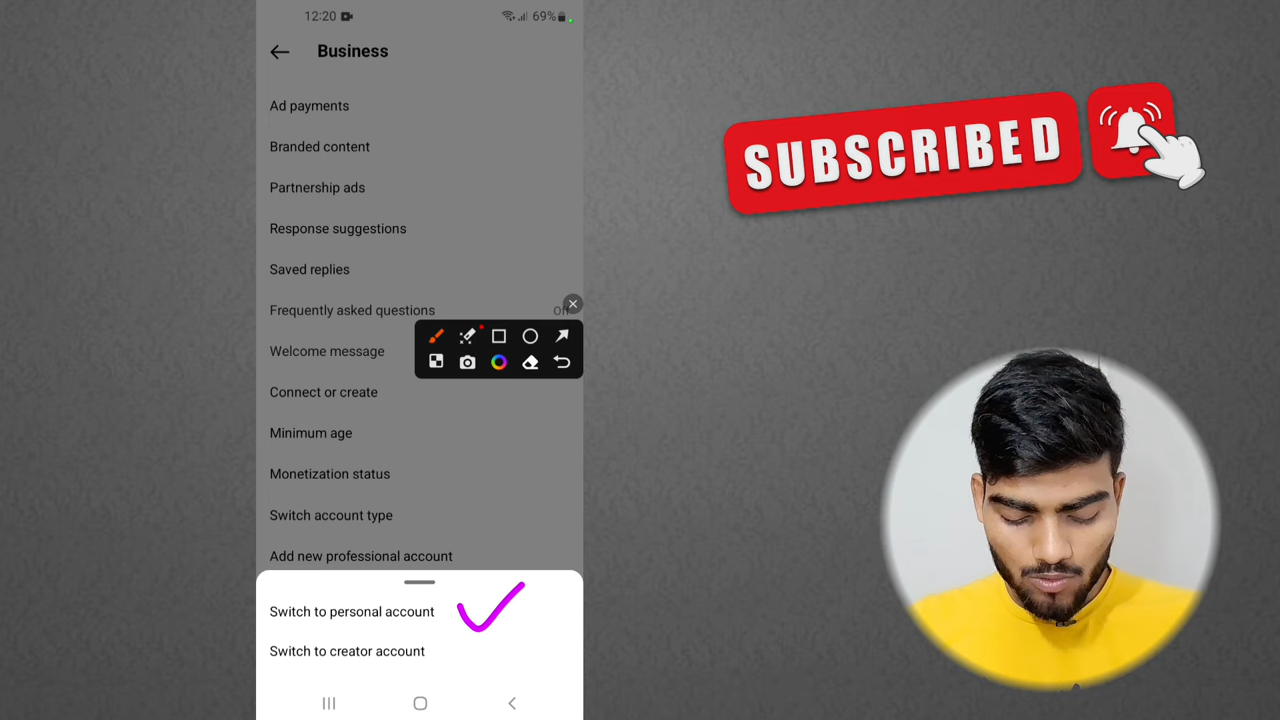 12:20
69%
Business
Ad payments
Branded content
Partnership ads
Response suggestions
Saved replies
Frequently asked questions
Welcome message
Connect or create
Minimum age
Monetization status
Switch account type
Add new professional account
Switch to personal account
Switch to creator account
SUBSCRIBED